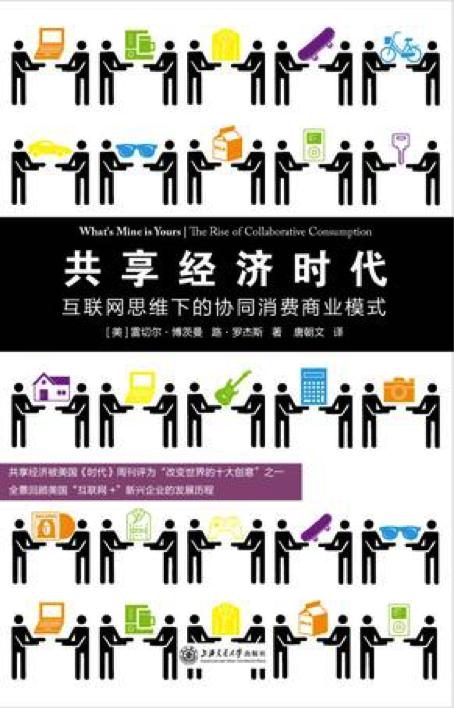 What's Mine is Yours | The Rise of Collaborative Consumption
共享经济时代
互联网思维下的协同消费商业模式
[美] 雷切尔·博茨曼 路·罗杰斯 著 唐朝文 译
共享经济被美国《时代》周刊评为“改变世界的十大创意”之一
全景回顾美国“互联网+”新兴企业的发展历程
上海交通大学出版社